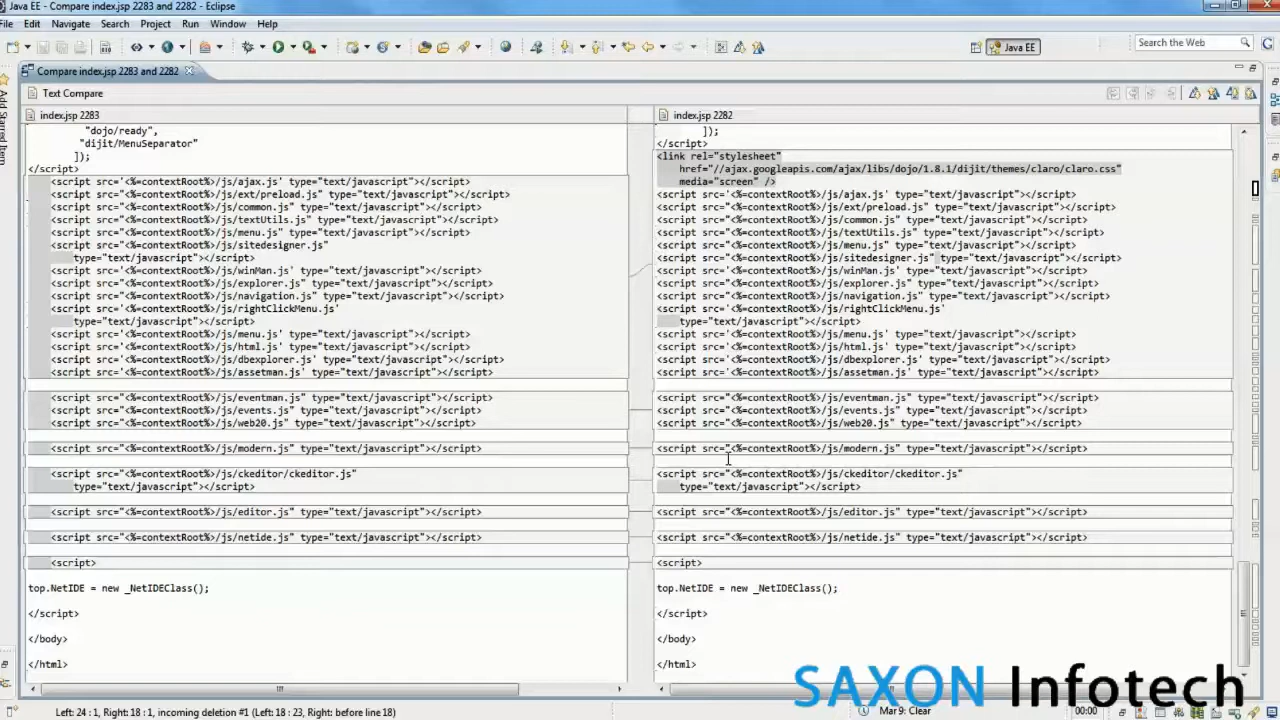 Java EE - Compare index.jsp 2283 and 2282 - Eclipse
File Edit Navigate Search Project Run Window Help
Java EE
Search the Web
Compare index.jsp 2283 and 2282
Text Compare
Add Starred Item
index.jsp 2283
"dojo/ready",
"dijit/MenuSeparator"
]);
</script>
<script src='<%=contextRoot%>/js/ajax.js' type="text/javascript"></script>
<script src='<%=contextRoot%>/js/ext/preload.js' type="text/javascript"></script>
<script src="<%=contextRoot%>/js/common.js" type="text/javascript"></script>
<script src="<%=contextRoot%>/js/textUtils.js" type="text/javascript"></script>
<script src="<%=contextRoot%>/js/menu.js" type="text/javascript"></script>
<script src="<%=contextRoot%>/js/sitedesigner.js"
type="text/javascript"></script>
<script src='<%=contextRoot%>/js/winMan.js' type="text/javascript"></script>
<script src="<%=contextRoot%>/js/explorer.js" type="text/javascript"></script>
<script src="<%=contextRoot%>/js/navigation.js" type="text/javascript"></script>
<script src='<%=contextRoot%>/js/rightClickMenu.js'
type="text/javascript"></script>
<script src="<%=contextRoot%>/js/menu.js" type="text/javascript"></script>
<script src="<%=contextRoot%>/js/html.js" type="text/javascript"></script>
<script src="<%=contextRoot%>/js/dbexplorer.js" type="text/javascript"></script>
<script src="<%=contextRoot%>/js/assetman.js" type="text/javascript"></script>
<script src="<%=contextRoot%>/js/eventman.js" type="text/javascript"></script>
<script src="<%=contextRoot%>/js/events.js" type="text/javascript"></script>
<script src="<%=contextRoot%>/js/web20.js" type="text/javascript"></script>
<script src="<%=contextRoot%>/js/modern.js" type="text/javascript"></script>
<script src="<%=contextRoot%>/js/ckeditor/ckeditor.js"
type="text/javascript"></script>
<script src="<%=contextRoot%>/js/editor.js" type="text/javascript"></script>
<script src="<%=contextRoot%>/js/netide.js" type="text/javascript"></script>
<script>
top.NetIDE = new _NetIDEClass();
</script>
</body>
</html>
index.jsp 2282
]);
</script>
<link rel="stylesheet"
href="//ajax.googleapis.com/ajax/libs/dojo/1.8.1/dijit/themes/claro/claro.css"
media="screen" />
<script src='<%=contextRoot%>/js/ajax.js' type="text/javascript"></script>
<script src='<%=contextRoot%>/js/ext/preload.js' type="text/javascript"></script>
<script src="<%=contextRoot%>/js/common.js" type="text/javascript"></script>
<script src="<%=contextRoot%>/js/textUtils.js" type="text/javascript"></script>
<script src="<%=contextRoot%>/js/menu.js" type="text/javascript"></script>
<script src="<%=contextRoot%>/js/sitedesigner.js" type="text/javascript"></script>
<script src='<%=contextRoot%>/js/winMan.js' type="text/javascript"></script>
<script src="<%=contextRoot%>/js/explorer.js" type="text/javascript"></script>
<script src="<%=contextRoot%>/js/navigation.js" type="text/javascript"></script>
<script src='<%=contextRoot%>/js/rightClickMenu.js'
type="text/javascript"></script>
<script src="<%=contextRoot%>/js/menu.js" type="text/javascript"></script>
<script src="<%=contextRoot%>/js/html.js" type="text/javascript"></script>
<script src="<%=contextRoot%>/js/dbexplorer.js" type="text/javascript"></script>
<script src="<%=contextRoot%>/js/assetman.js" type="text/javascript"></script>
<script src="<%=contextRoot%>/js/eventman.js" type="text/javascript"></script>
<script src="<%=contextRoot%>/js/events.js" type="text/javascript"></script>
<script src="<%=contextRoot%>/js/web20.js" type="text/javascript"></script>
<script src="<%=contextRoot%>/js/modern.js" type="text/javascript"></script>
<script src="<%=contextRoot%>/js/ckeditor/ckeditor.js"
type="text/javascript"></script>
<script src="<%=contextRoot%>/js/editor.js" type="text/javascript"></script>
<script src="<%=contextRoot%>/js/netide.js" type="text/javascript"></script>
<script>
top.NetIDE = new _NetIDEClass();
</script>
</body>
</html>
SAXON Infotech
Left: 24 : 1, Right: 18 : 1, incoming deletion #1 (Left: 18 : 23, Right: before line 18)
Mar 9: Clear
00:00